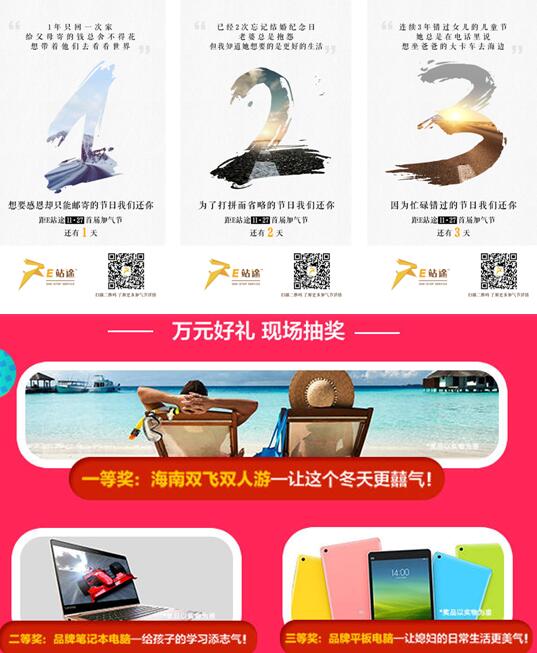 1年只回一次家
给父母寄的钱总舍不得花
想带着他们去看看世界
1
想要感恩却只能邮寄的节日我们还你
距E站途11·27首届加气节
还有1天
E站途
ONE-STOP SERVICE
扫描二维码 了解更多加气节详情
已经2次忘记结婚纪念日
老婆总是抱怨
但我知道她想要的是更好的生活
2
为了打拼而省略的节日我们还你
距E站途11·27首届加气节
还有2天
E站途
ONE-STOP SERVICE
扫描二维码 了解更多加气节详情
连续3年错过女儿的儿童节
她总是在电话里说
想坐爸爸的大卡车去海边
3
因为忙碌错过的节日我们还你
距E站途11·27首届加气节
还有3天
E站途
ONE-STOP SERVICE
扫描二维码 了解更多加气节详情
万元好礼 现场抽奖
*奖品以实物为准
一等奖：海南双飞双人游—让这个冬天更囍气！
*奖品以实物为准
二等奖：品牌笔记本电脑—给孩子的学习添志气！
14:00
*奖品以实物为准
三等奖：品牌平板电脑—让媳妇的日常生活更美气！